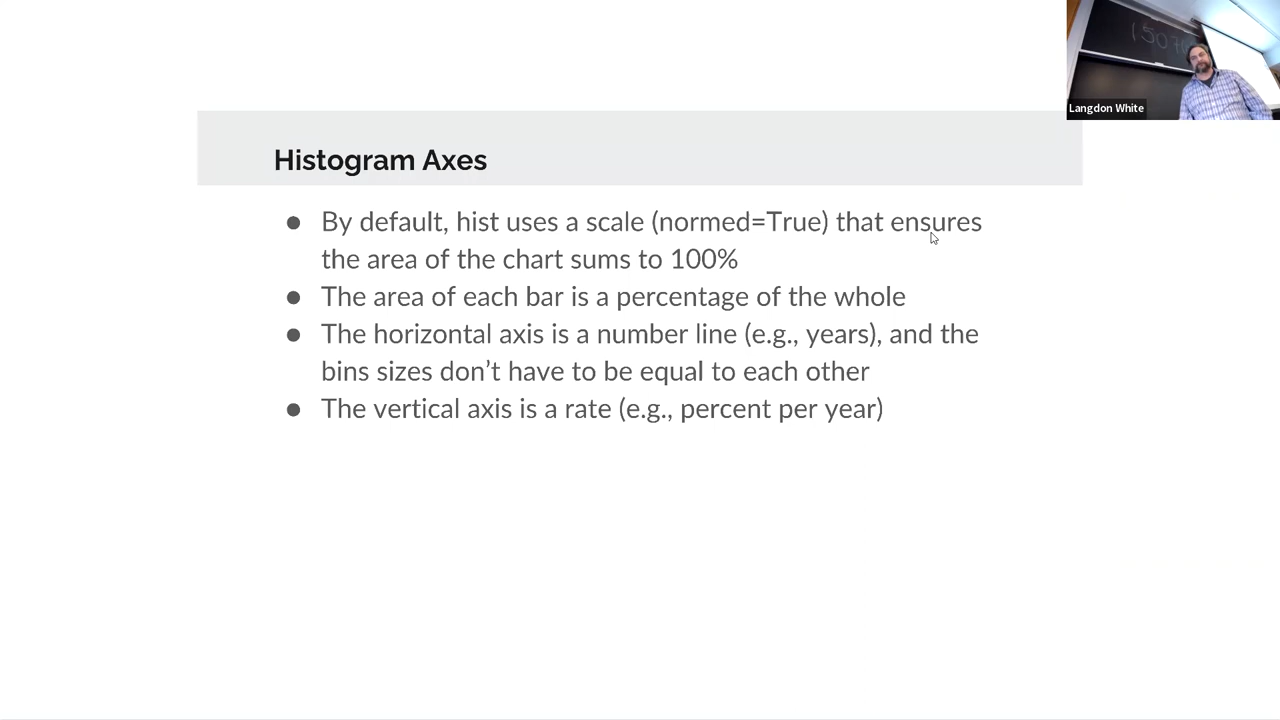 Langdon White
Histogram Axes
● By default, hist uses a scale (normed=True) that ensures
the area of the chart sums to 100%
● The area of each bar is a percentage of the whole
● The horizontal axis is a number line (e.g., years), and the
bins sizes don’t have to be equal to each other
● The vertical axis is a rate (e.g., percent per year)